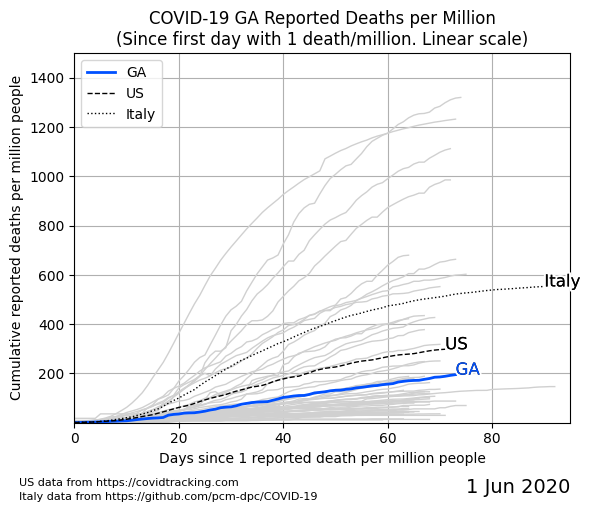 COVID-19 GA Reported Deaths per Million
(Since first day with 1 death/million. Linear scale)
GA
US
Italy
Cumulative reported deaths per million people
1400
1200
1000
800
600
400
200
Italy
US
GA
0 20 40 60 80
Days since 1 reported death per million people
US data from https://covidtracking.com
Italy data from https://github.com/pcm-dpc/COVID-19
1 Jun 2020